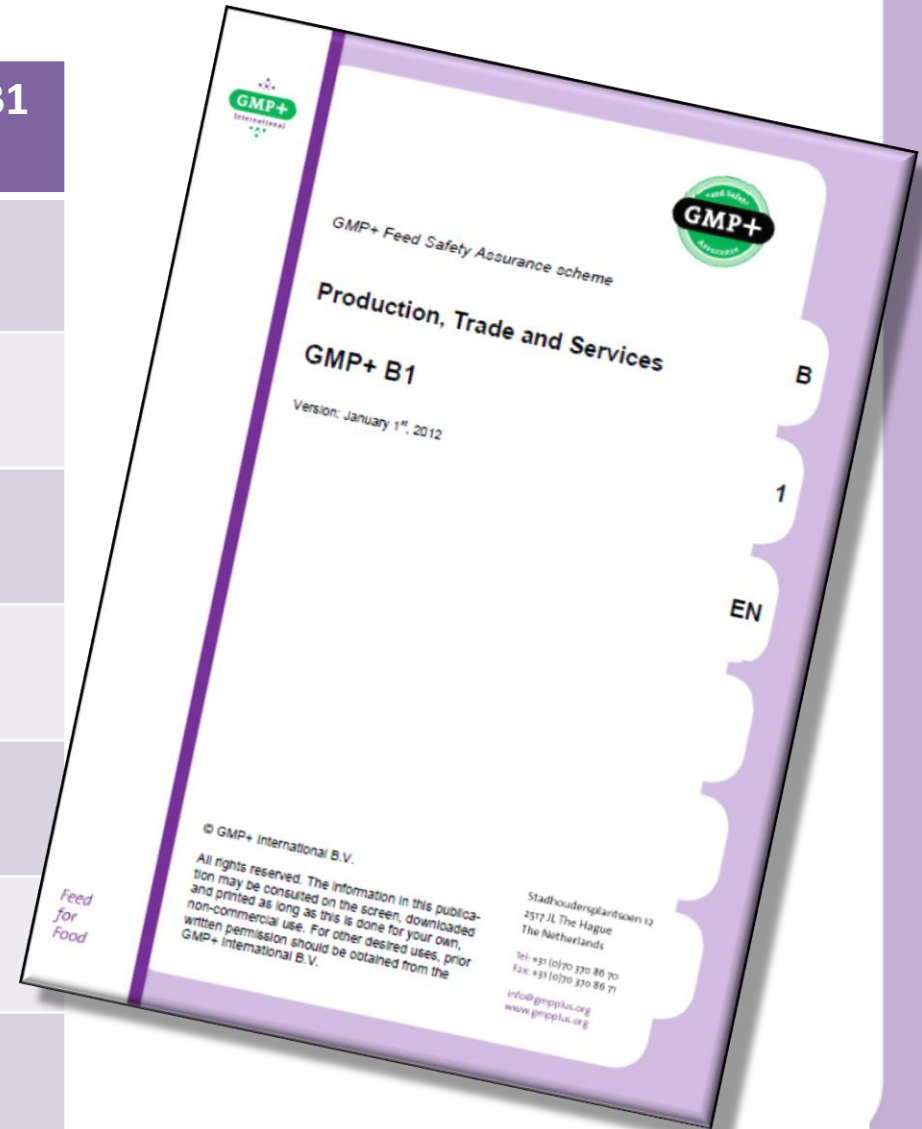 31
GMP+
International
Feed Safety
GMP+
Assurance
GMP+ Feed Safety Assurance scheme
Production, Trade and Services
GMP+ B1
Version: January 1st, 2012
B
1
EN
© GMP+ International B.V.
All rights reserved. The information in this publica-
tion may be consulted on the screen, downloaded
and printed as long as this is done for your own,
non-commercial use. For other desired uses, prior
written permission should be obtained from the
GMP+ International B.V.
Stadhoudersplantsoen 12
2517 JL The Hague
The Netherlands
Tel: +31 (0)70 370 86 70
Fax: +31 (0)70 370 86 71
info@gmpplus.org
www.gmpplus.org
Feed
for
Food